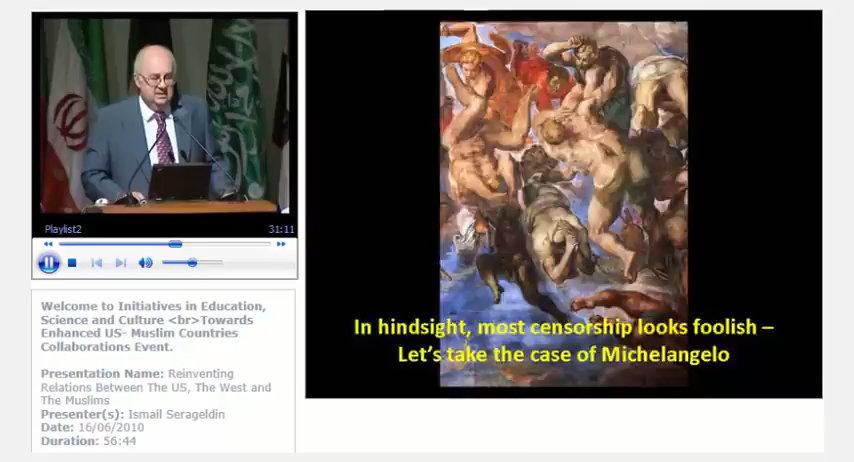 Playlist2 31:11
Welcome to Initiatives in Education,
Science and Culture <br>Towards
Enhanced US- Muslim Countries
Collaborations Event.
Presentation Name: Reinventing
Relations Between The US, The West and
The Muslims
Presenter(s): Ismail Serageldin
Date: 16/06/2010
Duration: 56:44
In hindsight, most censorship looks foolish –
Let's take the case of Michelangelo